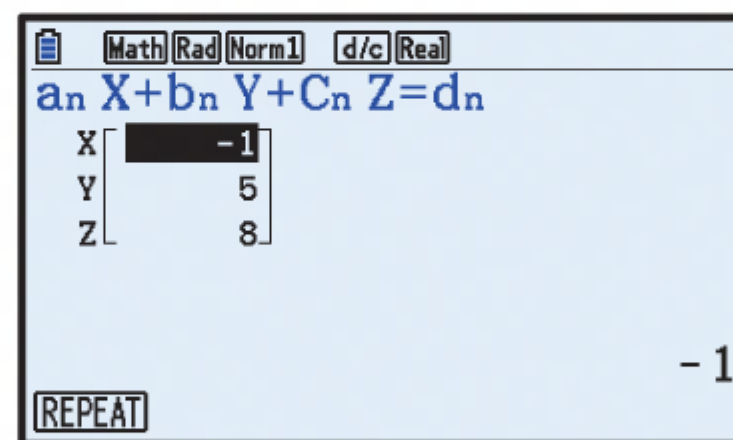 Math Rad Norm1 d/c Real
an X+bn Y+Cn Z=dn
X -1
Y 5
Z 8
-1
REPEAT